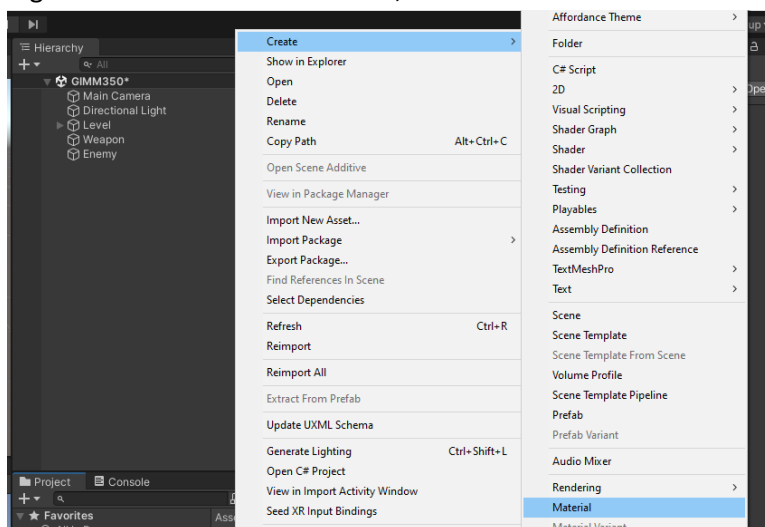 Hierarchy
All
GIMM350*
Main Camera
Directional Light
Level
Weapon
Enemy
Project
Console
Favorites
Create
Show in Explorer
Open
Delete
Rename
Copy Path Alt+Ctrl+C
Open Scene Additive
View in Package Manager
Import New Asset...
Import Package
Export Package...
Find References In Scene
Select Dependencies
Refresh Ctrl+R
Reimport
Reimport All
Extract From Prefab
Update UXML Schema
Generate Lighting Ctrl+Shift+L
Open C# Project
View in Import Activity Window
Seed XR Input Bindings
Affordance Theme
Folder
C# Script
2D
Visual Scripting
Shader Graph
Shader
Shader Variant Collection
Testing
Playables
Assembly Definition
Assembly Definition Reference
TextMeshPro
Text
Scene
Scene Template
Scene Template From Scene
Volume Profile
Scene Template Pipeline
Prefab
Prefab Variant
Audio Mixer
Rendering
Material
Material Variant